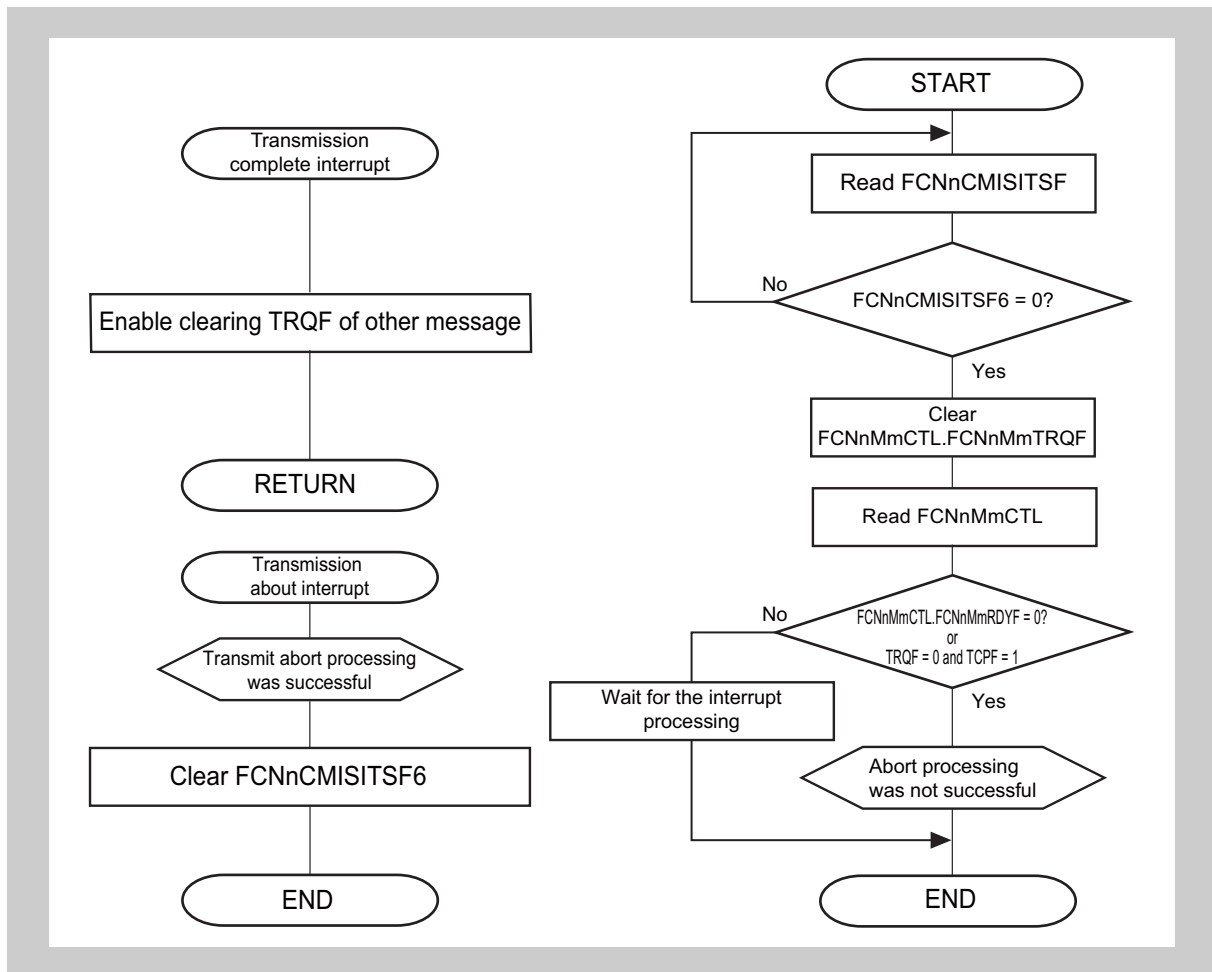 Transmission
complete interrupt
Enable clearing TRQF of other message
RETURN
Transmission
about interrupt
Transmit abort processing
was successful
Clear FCNnCMISITSF6
END
START
Read FCNnCMISITSF
No
FCNnCMISITSF6 = 0?
Yes
Clear
FCNnMmCTL.FCNnMmTRQF
Read FCNnMmCTL
No
FCNnMmCTL.FCNnMmRDYF = 0?
or
TRQF = 0 and TCPF = 1
Yes
Wait for the interrupt
processing
Abort processing
was not successful
END